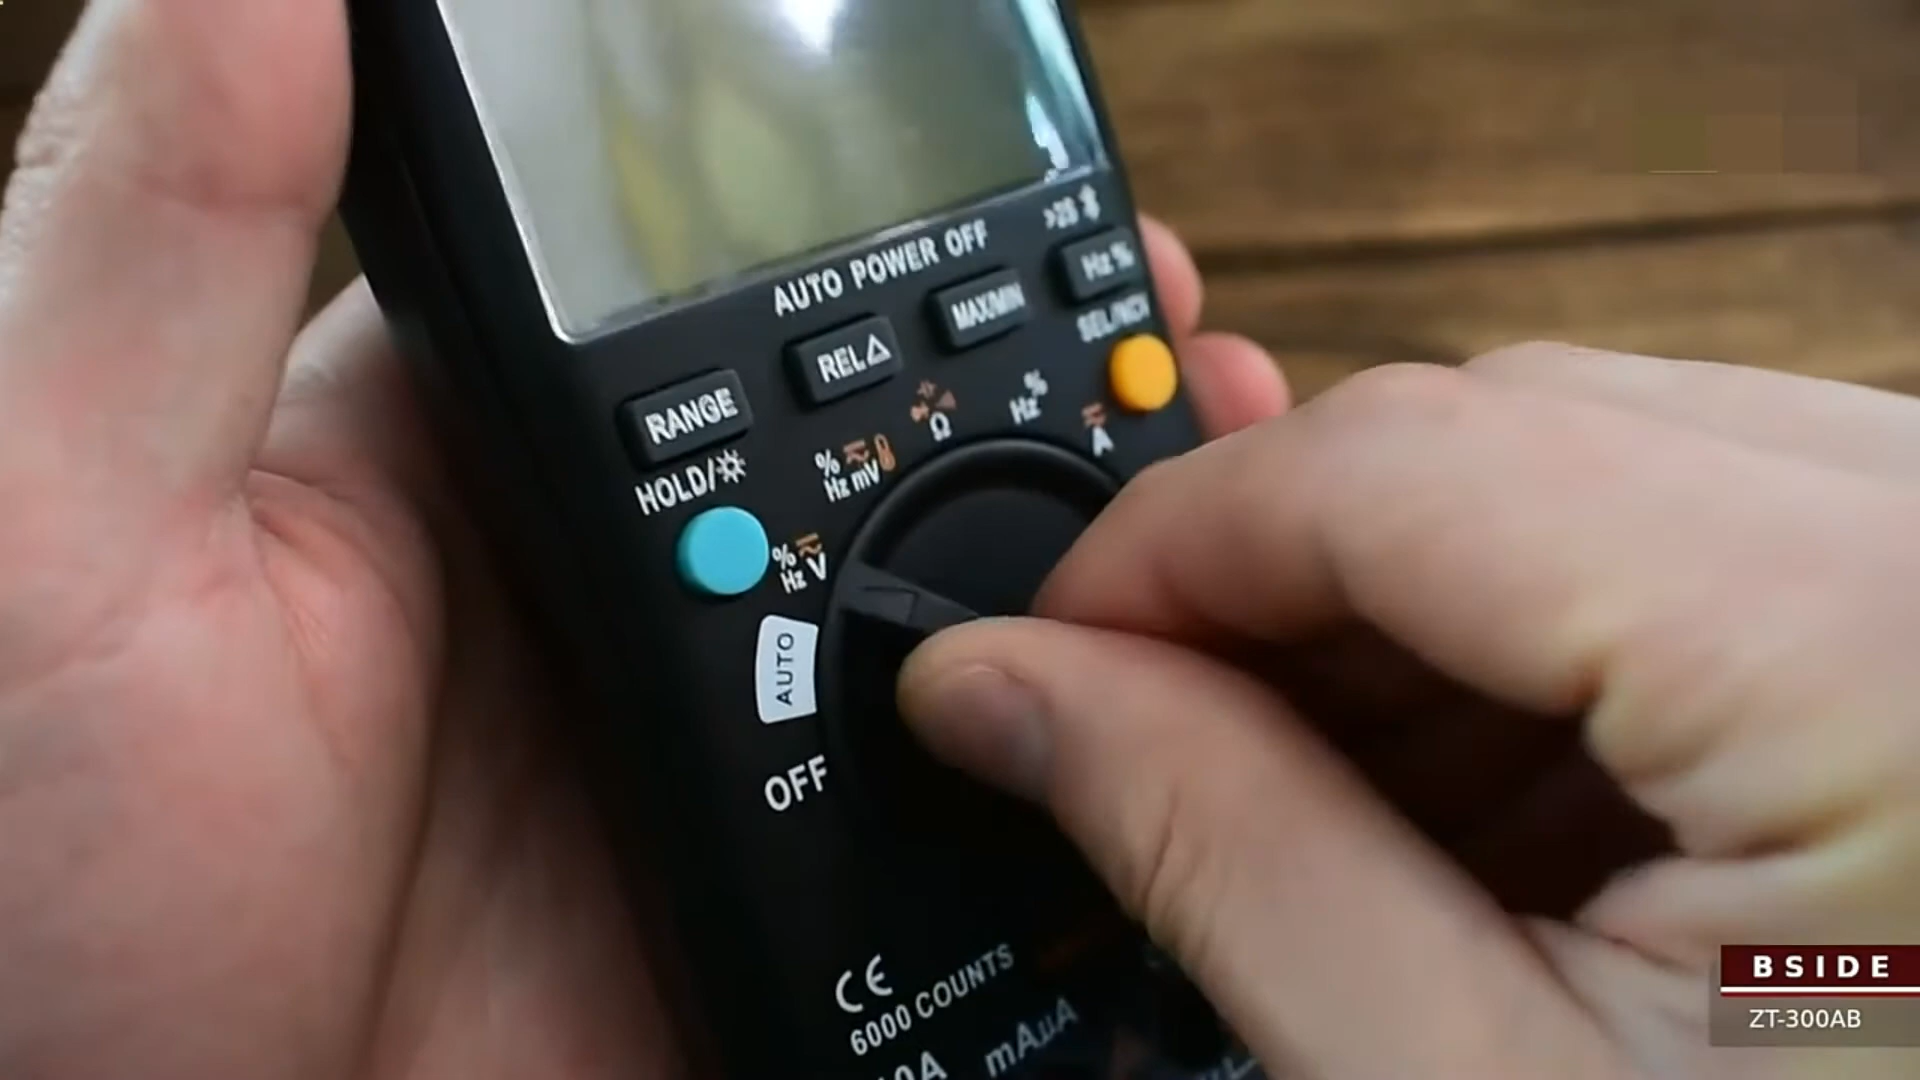 >2S
AUTO POWER OFF
Hz %
MAX/MIN
REL△
RANGE
SEL/NCV
HOLD/
% Hz mV
Ω
Hz %
A
% Hz V
AUTO
OFF
CE
6000 COUNTS
mAμA
BSIDE
ZT-300AB